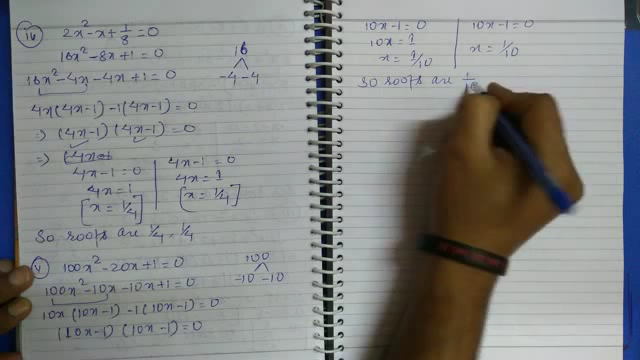 iv) 2x²-x+1/8=0
16x²-8x+1=0
16
16x²-4x-4x+1=0
-4 -4
4x(4x-1)-1(4x-1)=0
⇒ (4x-1)(4x-1)=0
⇒ (4x-1
4x-1=0 | 4x-1=0
4x=1 | 4x=1
[x=1/4] | [x=1/4]
So roots are 1/4, 1/4
v) 100x²-20x+1=0
100
100x²-10x-10x+1=0
-10 -10
10x(10x-1)-1(10x-1)=0
(10x-1)(10x-1)=0
10x-1=0 | 10x-1=0
10x=1
x=1/10 | x=1/10
So roots are